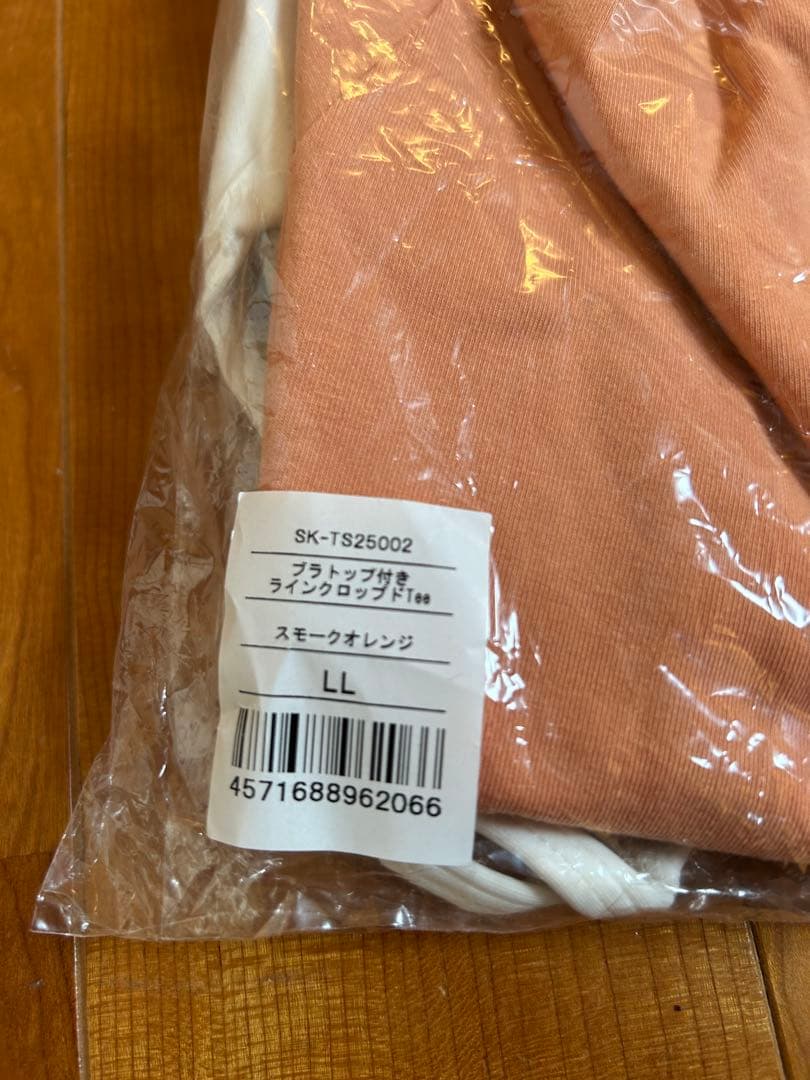 SK-TS25002
ブラトップ付き
ラインクロップドTee
スモークオレンジ
LL
4571688962066